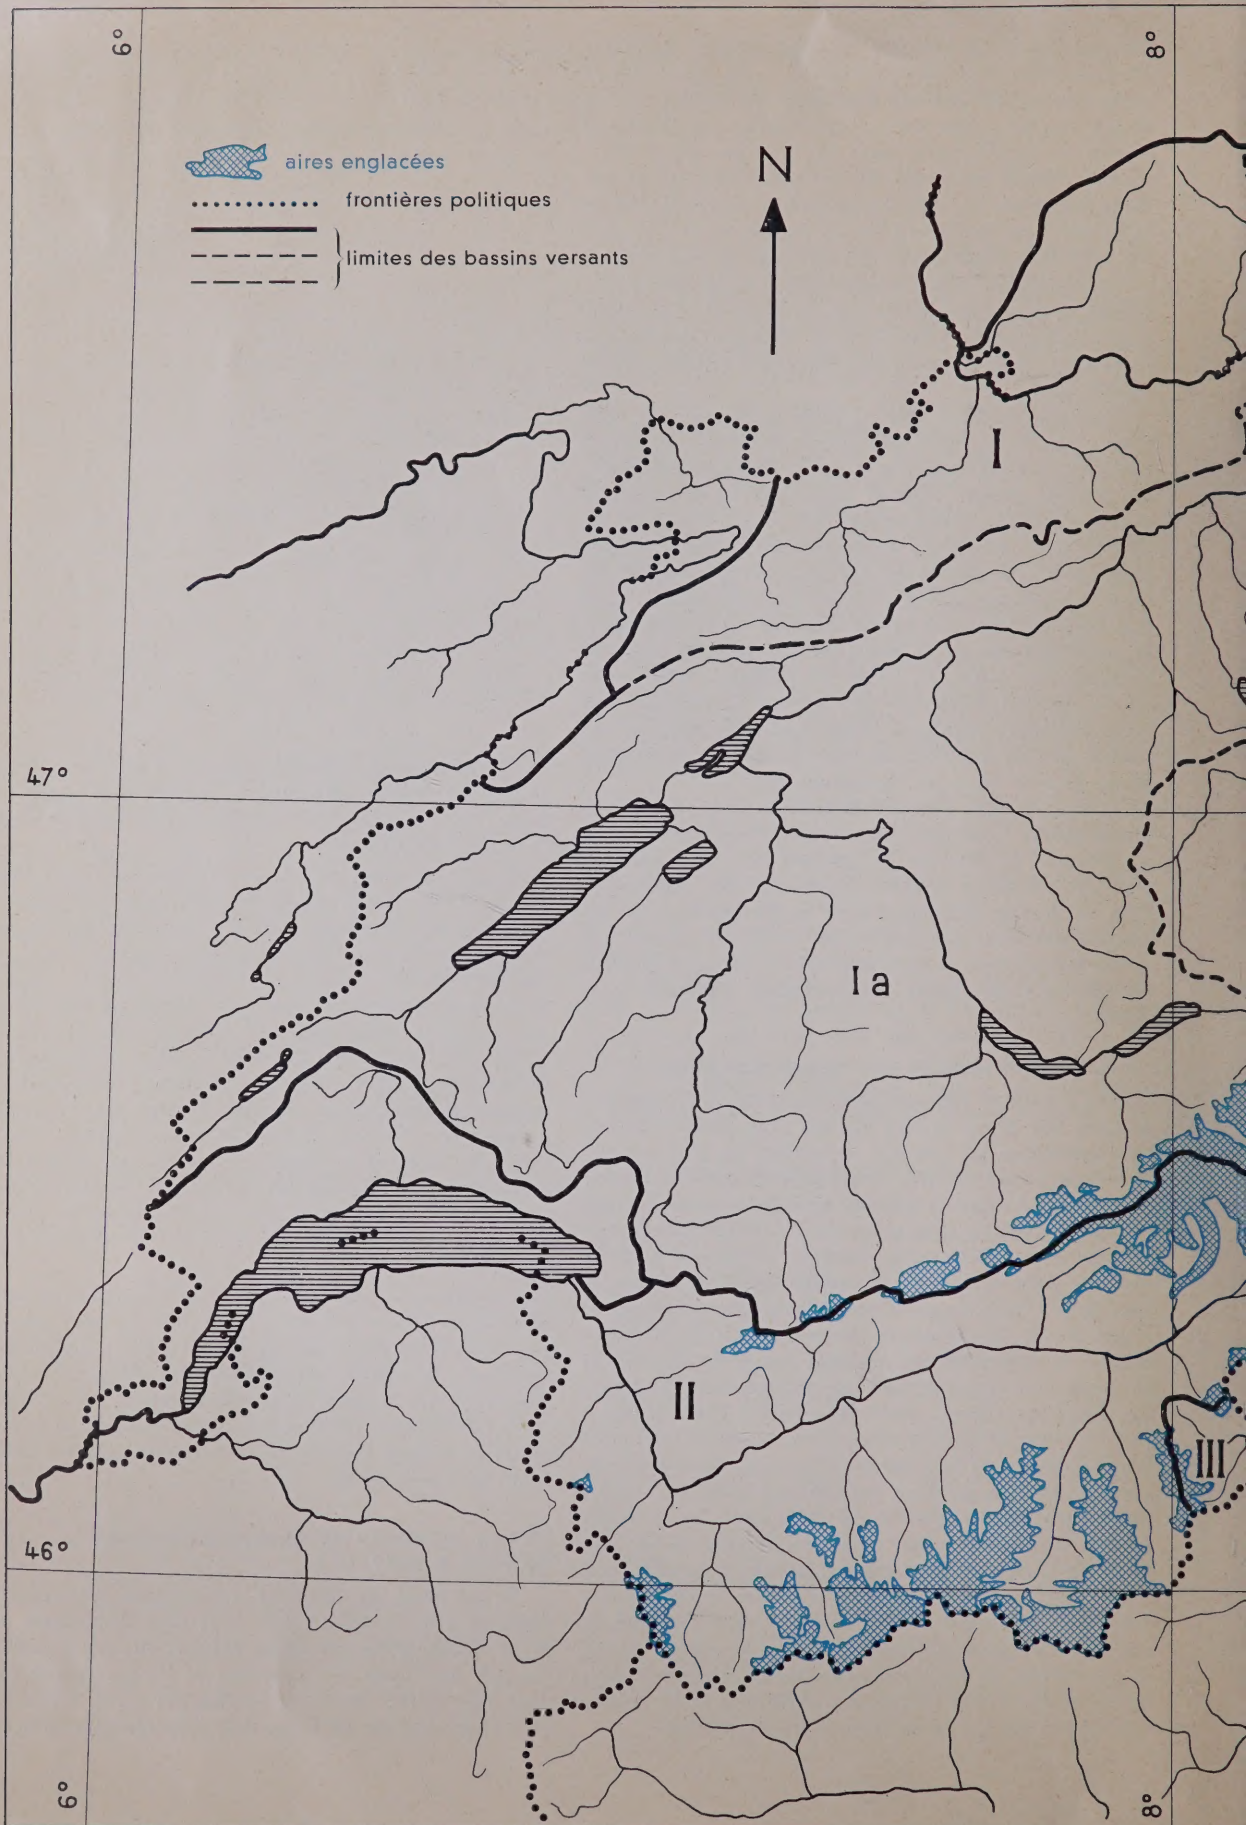 6°
8°
aires englacées
frontières politiques
limites des bassins versants
N
I
47°
Ia
II
III
46°
6°
8°